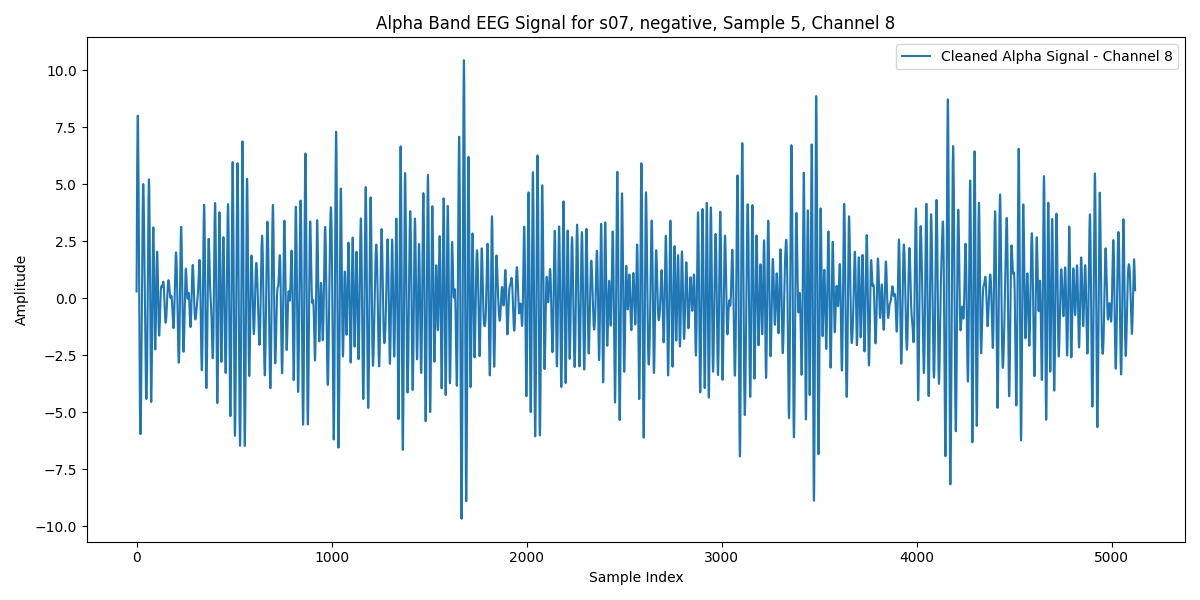 Alpha Band EEG Signal for s07, negative, Sample 5, Channel 8
Cleaned Alpha Signal - Channel 8
Amplitude
10.0
7.5
5.0
2.5
0.0
−2.5
−5.0
−7.5
−10.0
0 1000 2000 3000 4000 5000
Sample Index